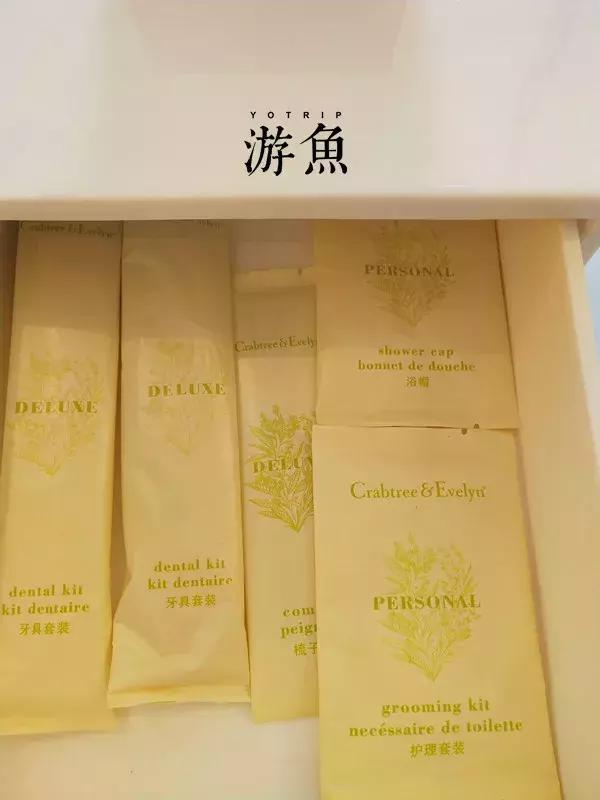 YOTRIP
游魚
Crabtree & Evelyn
DELUXE
dental kit
kit dentaire
牙具套装
DELUXE
dental kit
kit dentaire
牙具套装
Crabtree & Evelyn
DELUX
com
peign
梳子
PERSONAL
shower cap
bonnet de douche
浴帽
Crabtree & Evelyn
PERSONAL
grooming kit
necéssaire de toilette
护理套装